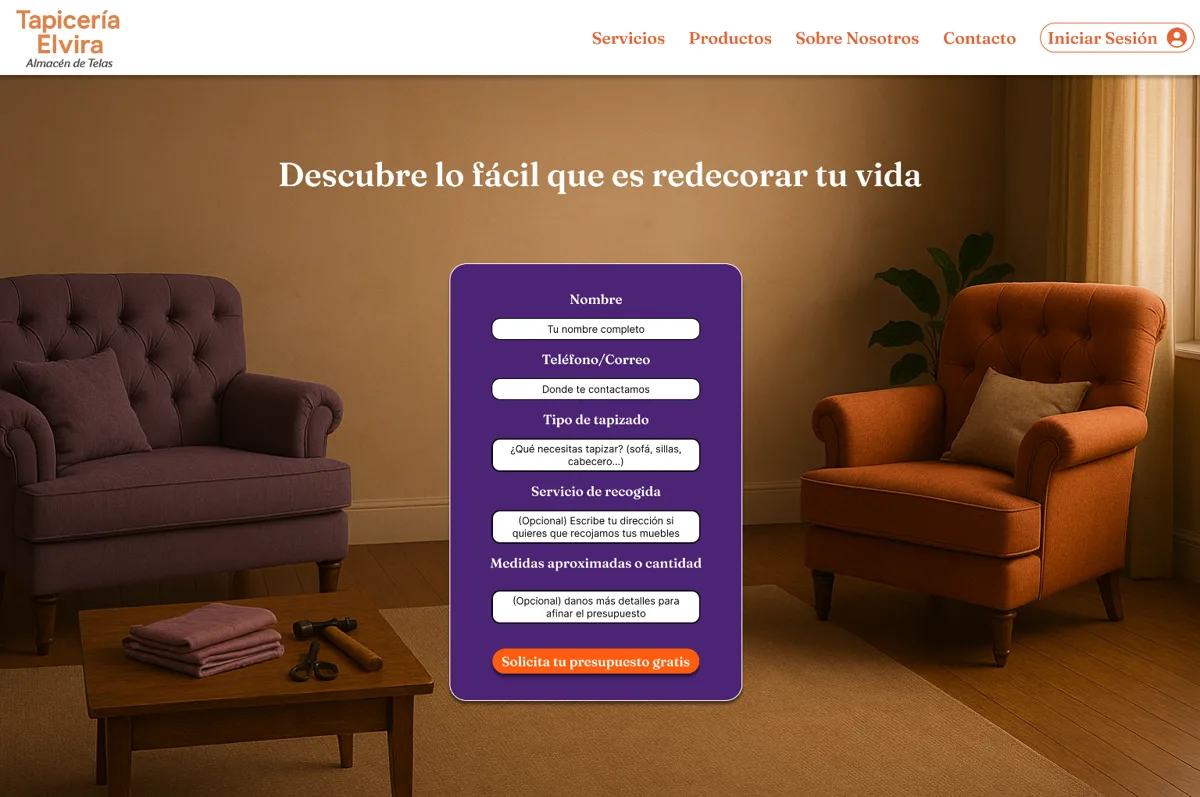 Tapicería
Elvira
Almacén de Telas
Servicios
Productos
Sobre Nosotros
Contacto
Iniciar Sesión
Descubre lo fácil que es redecorar tu vida
Nombre
Tu nombre completo
Teléfono/Correo
Donde te contactamos
Tipo de tapizado
¿Qué necesitas tapizar? (sofá, sillas,
cabecero...)
Servicio de recogida
(Opcional) Escribe tu dirección si
quieres que recojamos tus muebles
Medidas aproximadas o cantidad
(Opcional) danos más detalles para
afinar el presupuesto
Solicita tu presupuesto gratis